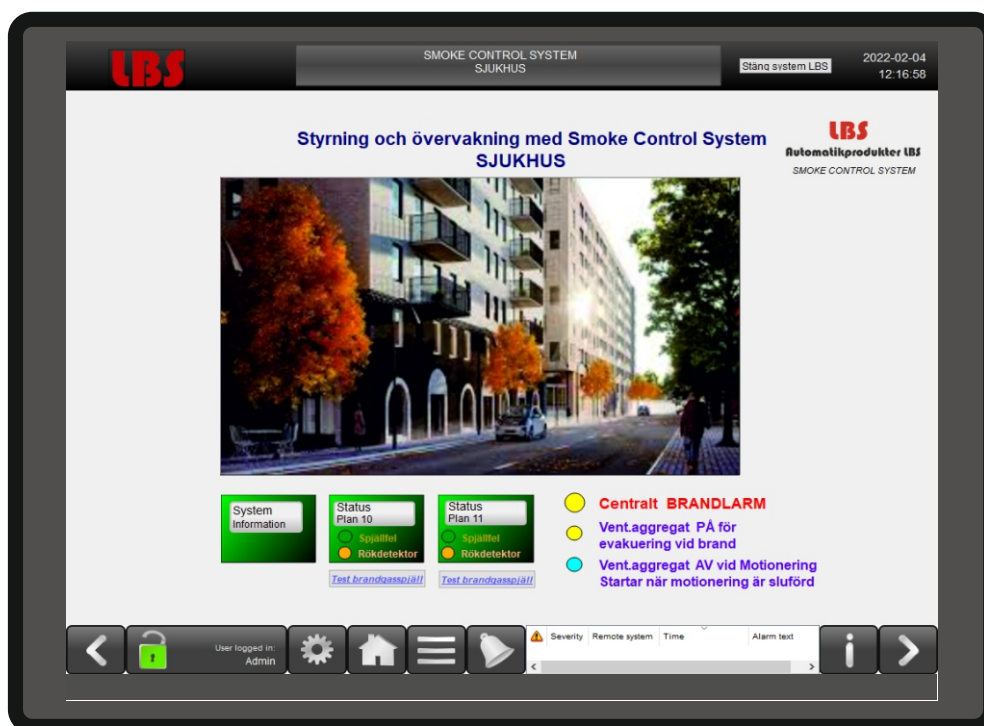 LBS
SMOKE CONTROL SYSTEM
SJUKHUS
Stäng system LBS
2022-02-04
12:16:58
Styrning och övervakning med Smoke Control System
SJUKHUS
LBS
Automatikprodukter LBS
SMOKE CONTROL SYSTEM
System
Information
Status
Plan 10
Spjällfel
Rökdetektor
Test brandgasspjäll
Status
Plan 11
Spjällfel
Rökdetektor
Test brandgasspjäll
Centralt BRANDLARM
Vent.aggregat PÅ för
evakuering vid brand
Vent.aggregat AV vid Motionering
Startar när motionering är sluförd
User logged in:
Admin
Severity Remote system Time Alarm text